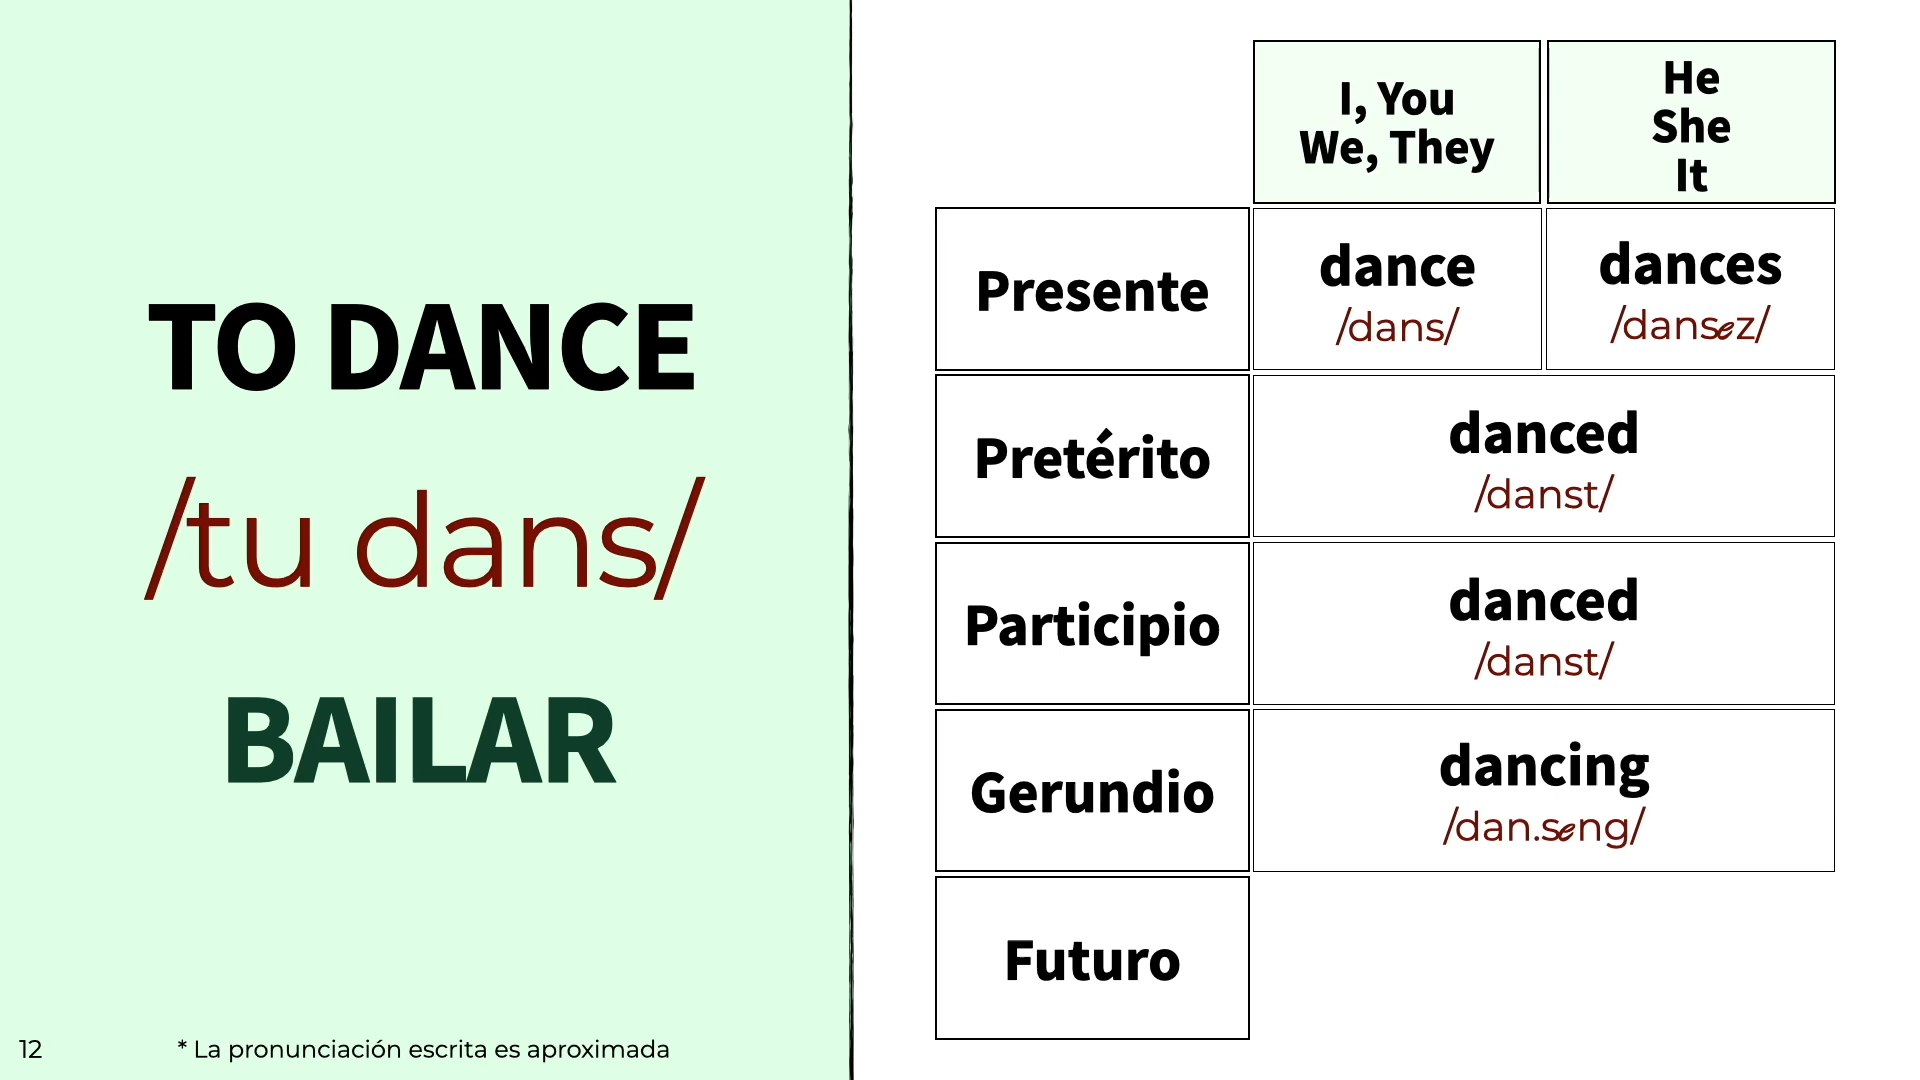 TO DANCE
/tu dans/
BAILAR
12
* La pronunciación escrita es aproximada
I, You
We, They
He
She
It
Presente
dance
/dans/
dances
/dansez/
Pretérito
danced
/danst/
Participio
danced
/danst/
Gerundio
dancing
/dan.seng/
Futuro